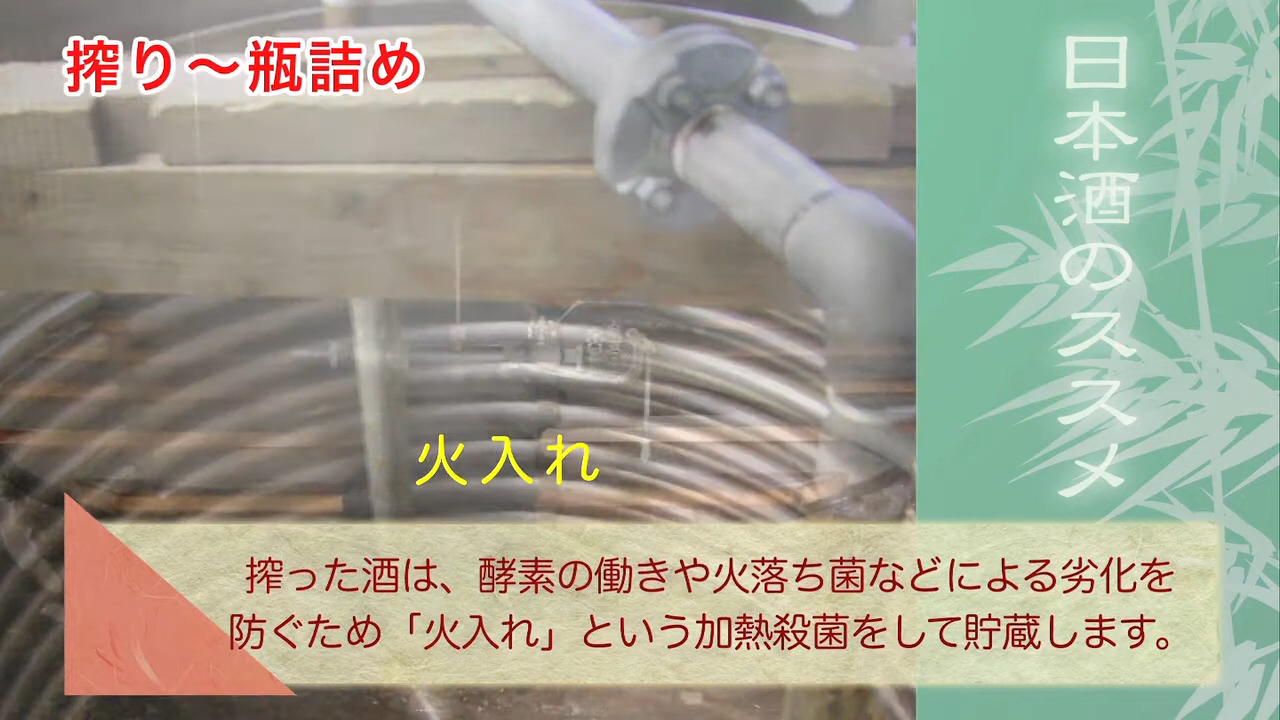 搾り～瓶詰め
日本酒のススメ
火入れ
搾った酒は、酵素の働きや火落ち菌などによる劣化を
防ぐため「火入れ」という加熱殺菌をして貯蔵します。